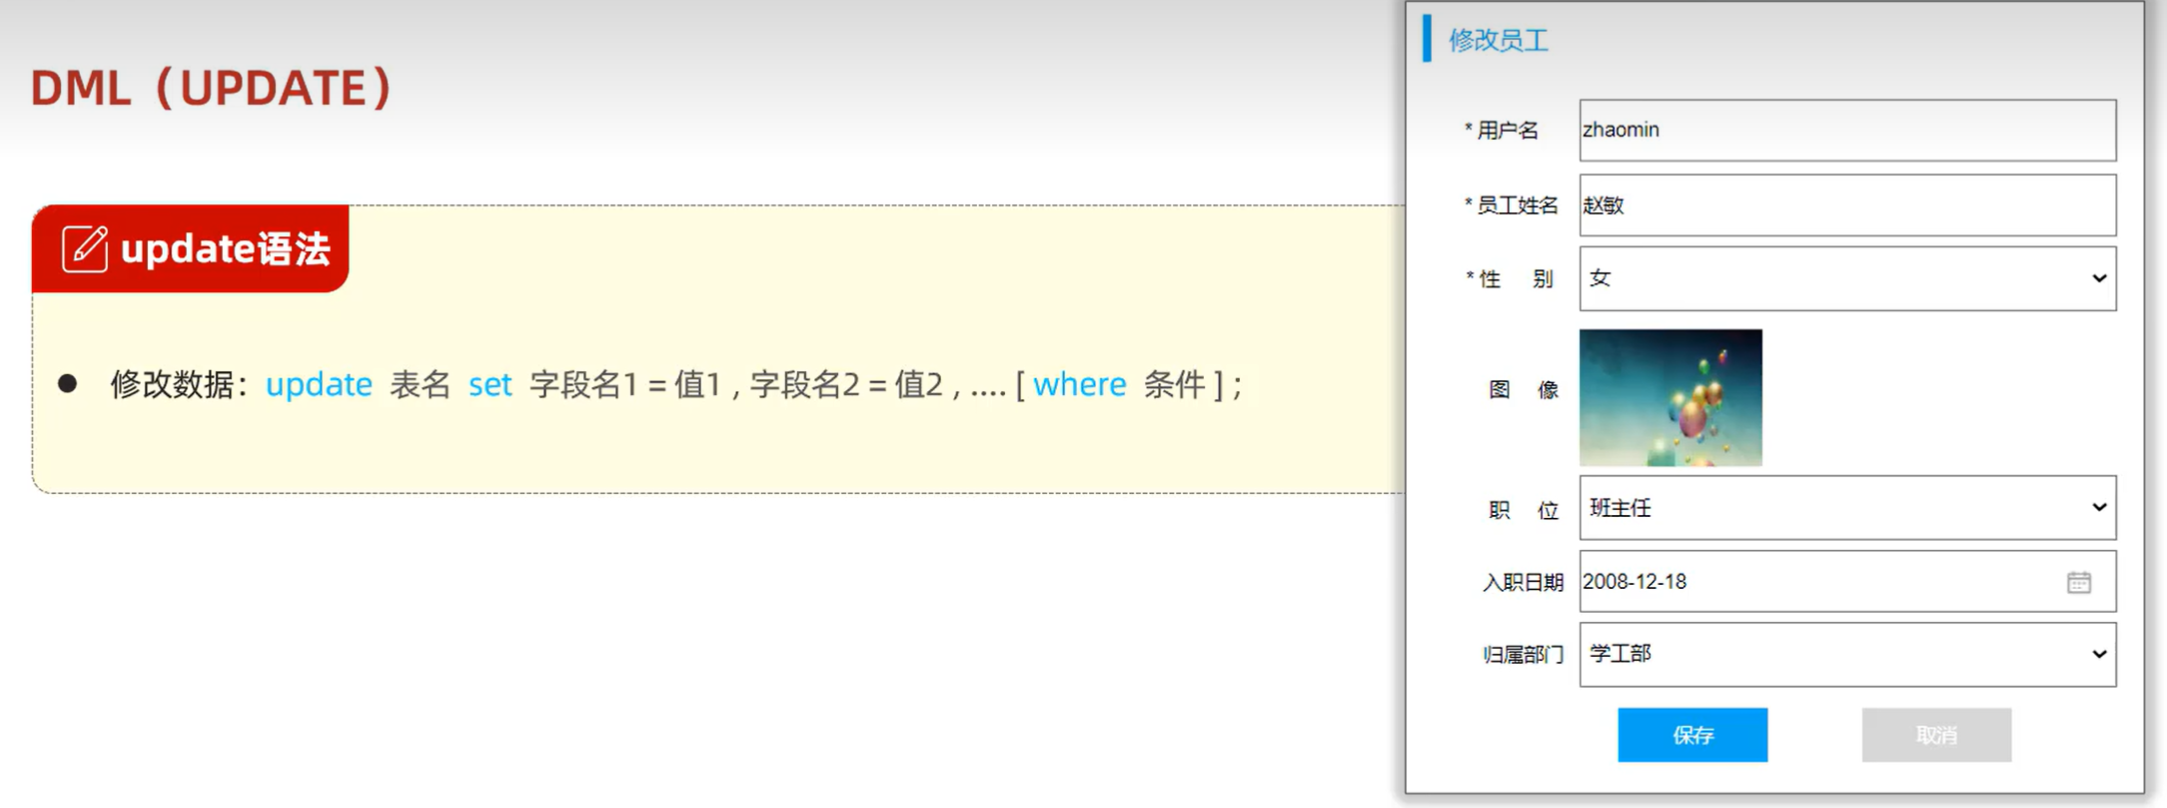 DML（UPDATE）
update语法
● 修改数据：update 表名 set 字段名1 = 值1 , 字段名2 = 值2 , .... [ where 条件 ] ;
修改员工
* 用户名 zhaomin
* 员工姓名 赵敏
* 性 别 女
图 像
职 位 班主任
入职日期 2008-12-18
归属部门 学工部
保存 取消